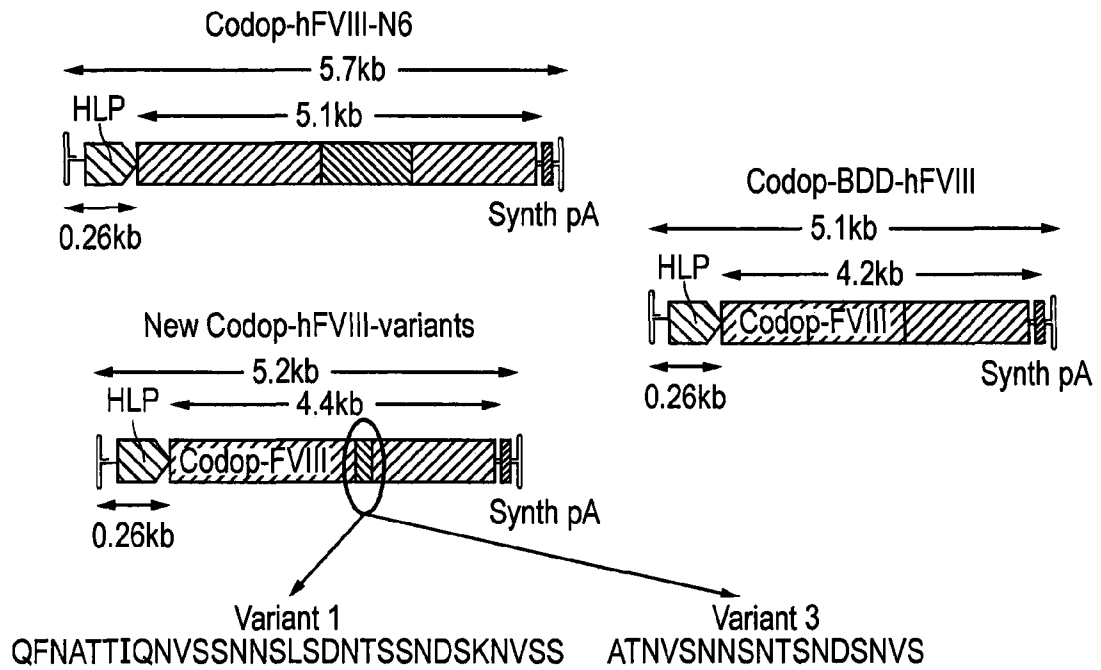 Codop-hFVIII-N6
5.7kb
HLP
5.1kb
Synth pA
0.26kb
Codop-BDD-hFVIII
5.1kb
HLP
4.2kb
Codop-FVIII
Synth pA
0.26kb
New Codop-hFVIII-variants
5.2kb
HLP
4.4kb
Codop-FVIII
Synth pA
0.26kb
Variant 1
QFNATTIQNVSSNNSLSDNTSSNDSKNVSS
Variant 3
ATNVSNNSNTSNDSNVS